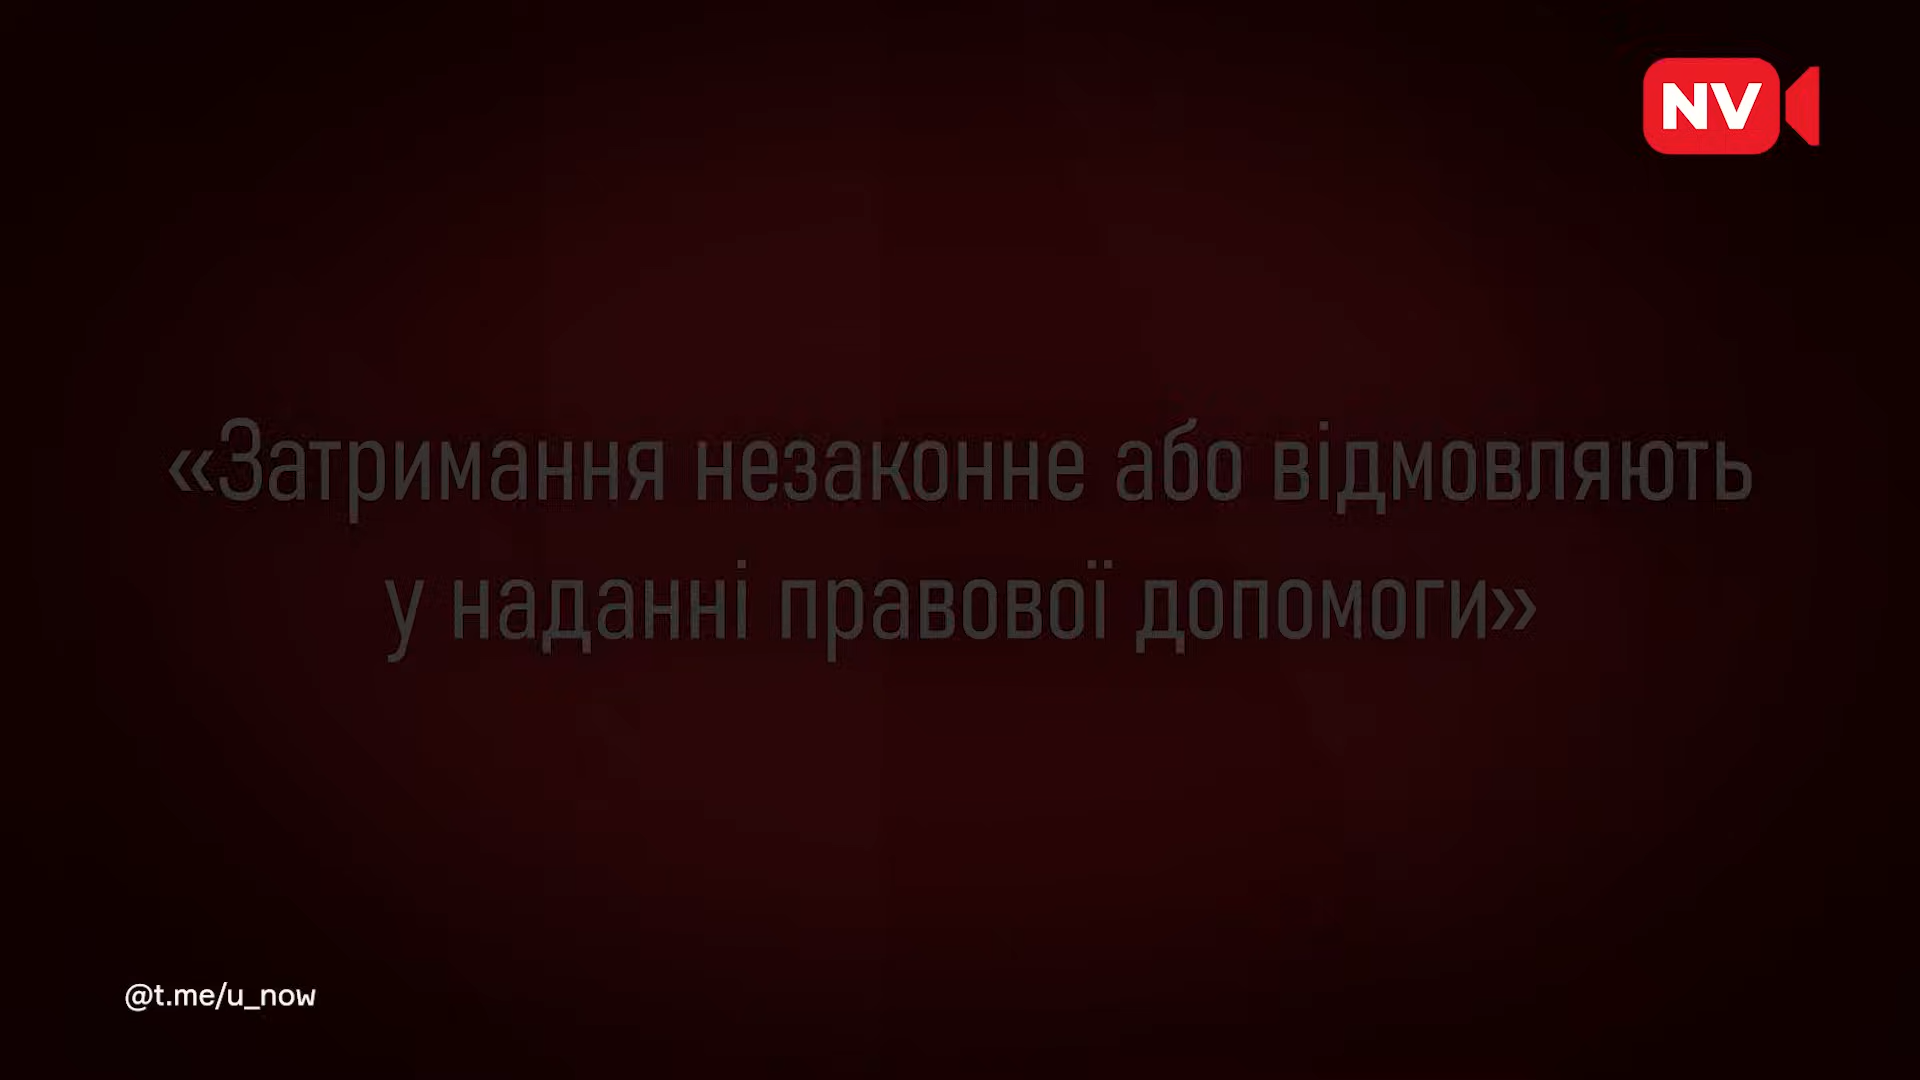 NV
«Затримання незаконне або відмовляють
у наданні правової допомоги»
@t.me/u_now